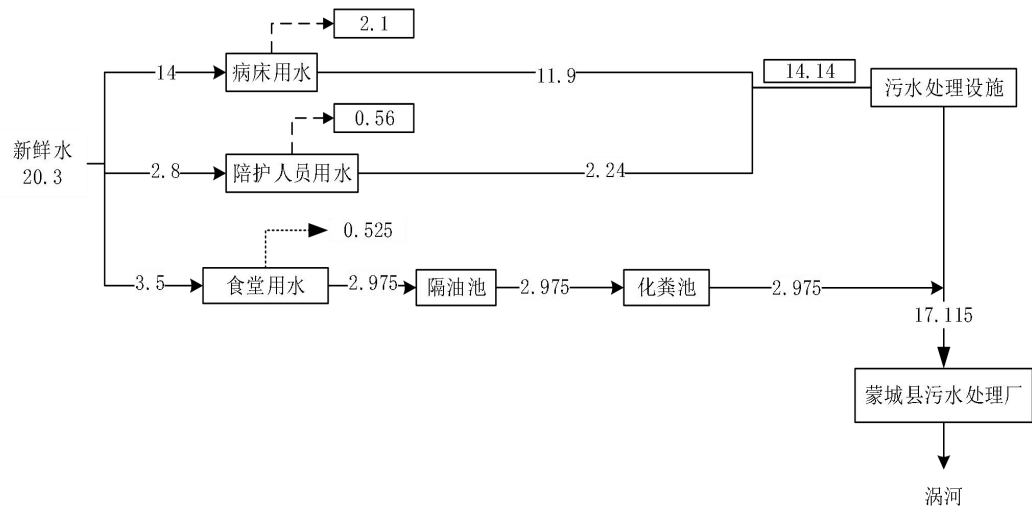 2.1
14
病床用水
11.9
14.14
污水处理设施
0.56
新鲜水
20.3
2.8
陪护人员用水
2.24
0.525
3.5
食堂用水
2.975
隔油池
2.975
化粪池
2.975
17.115
蒙城县污水处理厂
涡河